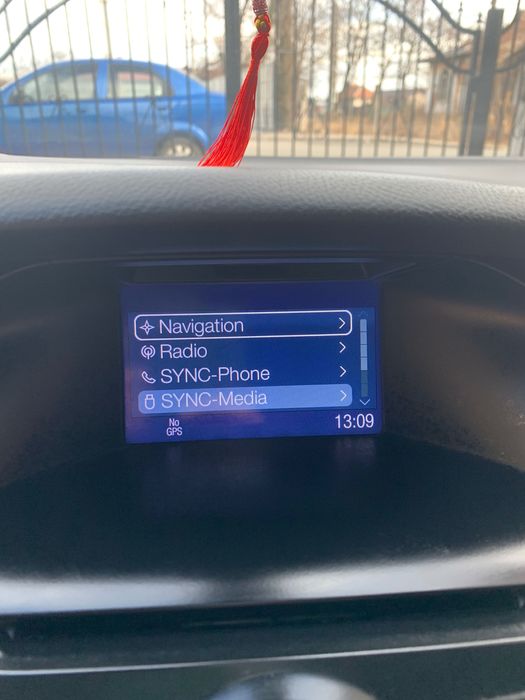 Navigation
Radio
SYNC-Phone
SYNC-Media
No
GPS
13:09